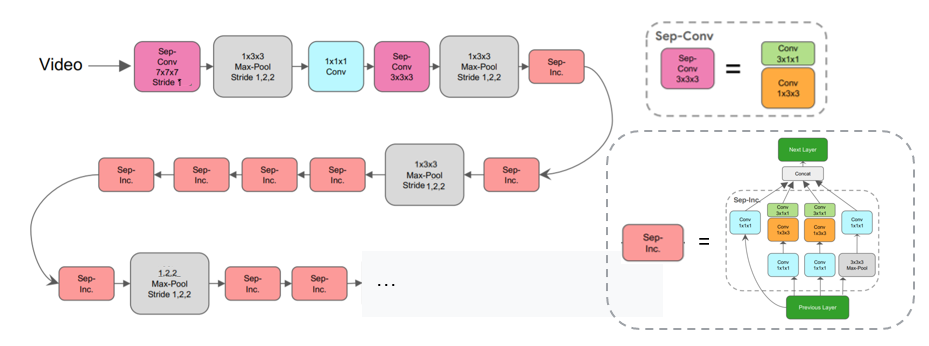 Video
Sep-
Conv
7x7x7
Stride 1
1x3x3
Max-Pool
Stride 1,2,2
1x1x1
Conv
Sep-
Conv
3x3x3
1x3x3
Max-Pool
Stride 1,2,2
Sep-
Inc.
Sep-Conv
Sep-
Conv
3x3x3
=
Conv
3x1x1
Conv
1x3x3
Sep-
Inc.
Sep-
Inc.
Sep-
Inc.
Sep-
Inc.
1x3x3
Max-Pool
Stride 1,2,2
Sep-
Inc.
Sep-
Inc.
1,2,2_
Max-Pool
Stride 1,2,2
Sep-
Inc.
Sep-
Inc.
...
Sep-
Inc.
=
Next Layer
Concat
Sep-Inc.
Conv
1x1x1
Conv
3x1x1
Conv
1x3x3
Conv
3x1x1
Conv
1x3x3
Conv
1x1x1
Conv
1x1x1
Conv
1x1x1
3x3x3
Max-Pool
Previous Layer